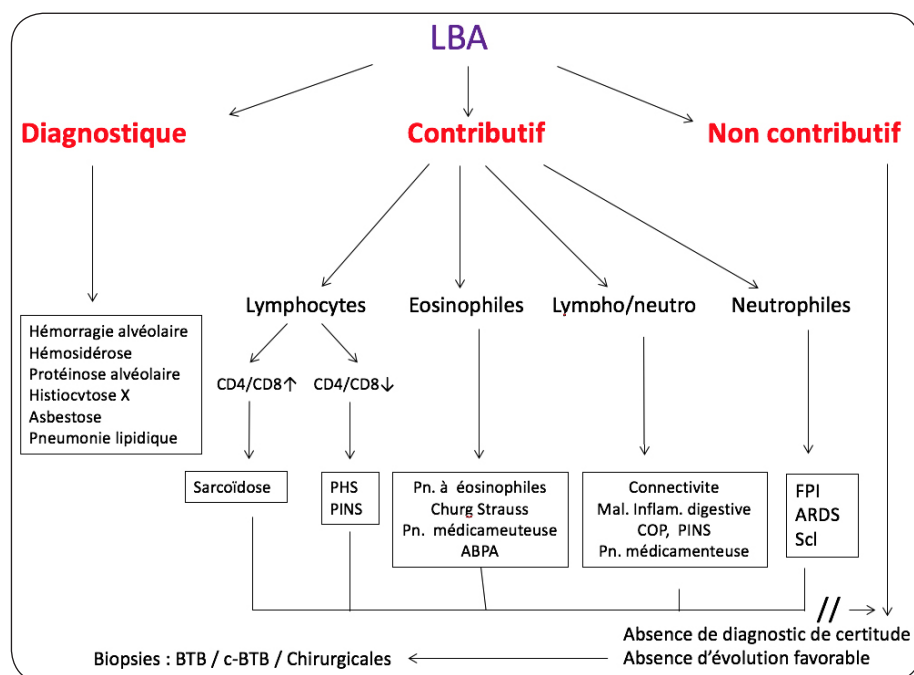 LBA
Diagnostique
Contributif
Non contributif
Lymphocytes
Eosinophiles
Lympho/neutro
Neutrophiles
Hémorragie alvéolaire
Hémosidérose
Protéinose alvéolaire
Histiocytose X
Asbestose
Pneumonie lipidique
CD4/CD8↑
CD4/CD8↓
Sarcoïdose
PHS
PINS
Pn. à éosinophiles
Churg Strauss
Pn. médicameuteuse
ABPA
Connectivite
Mal. Inflam. digestive
COP, PINS
Pn. médicamenteuse
FPI
ARDS
Scl
//
Absence de diagnostic de certitude
Absence d'évolution favorable
Biopsies : BTB / c-BTB / Chirurgicales